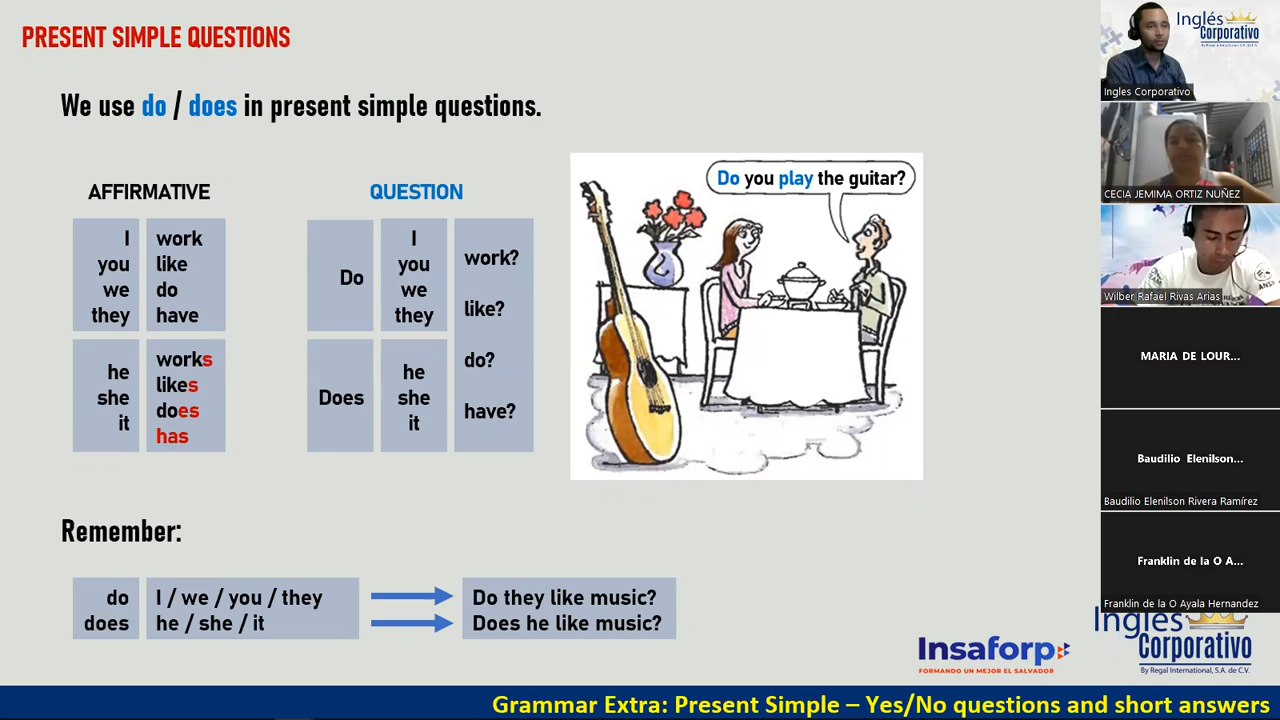 PRESENT SIMPLE QUESTIONS
We use do / does in present simple questions.
AFFIRMATIVE
I
you
we
they
work
like
do
have
he
she
it
works
likes
does
has
QUESTION
Do
I
you
we
they
Does
he
she
it
work?
like?
do?
have?
Do you play the guitar?
Remember:
do
does
I / we / you / they
he / she / it
Do they like music?
Does he like music?
Insaforp
FORMANDO UN MEJOR EL SALVADOR
Inglés
Corporativo
By Regal International, S.A. de C.V.
Grammar Extra: Present Simple – Yes/No questions and short answers
Inglés
Corporativo
Ingles Corporativo
CECIA JEMIMA ORTIZ NUÑEZ
Wilber Rafael Rivas Arias
MARIA DE LOUR...
Baudilio Elenilson...
Baudilio Elenilson Rivera Ramírez
Franklin de la O A...
Franklin de la O Ayala Hernandez